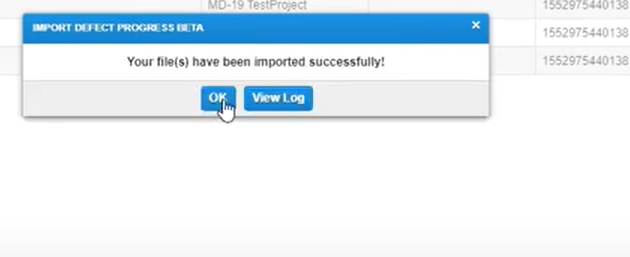 MD-19 TestProject
1552975440138
IMPORT DEFECT PROGRESS BETA
×
1552975440138
Your file(s) have been imported successfully!
1552975440138
OK
View Log